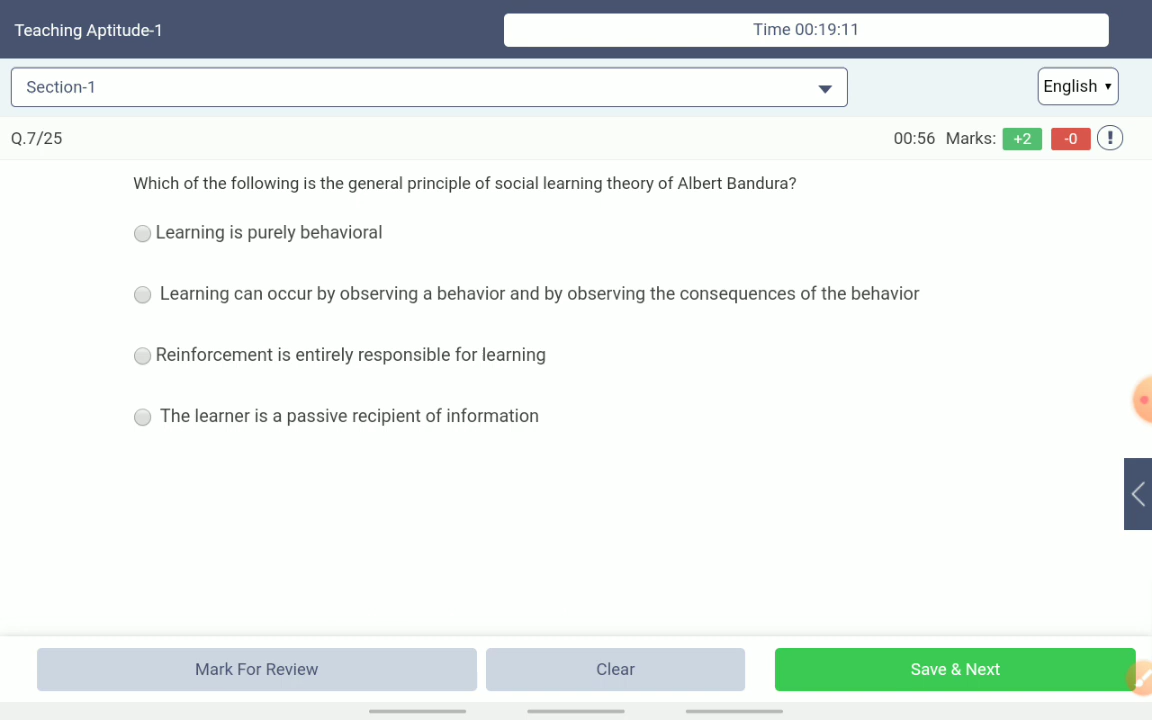 Teaching Aptitude-1
Time 00:19:11
Section-1
English
Q.7/25
00:56 Marks: +2 -0 !
Which of the following is the general principle of social learning theory of Albert Bandura?
Learning is purely behavioral
Learning can occur by observing a behavior and by observing the consequences of the behavior
Reinforcement is entirely responsible for learning
The learner is a passive recipient of information
Mark For Review
Clear
Save & Next